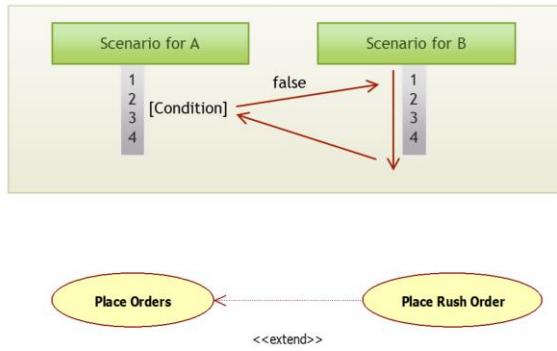 Scenario for A
Scenario for B
1
2
3
4
[Condition]
false
1
2
3
4
Place Orders
Place Rush Order
<<extend>>